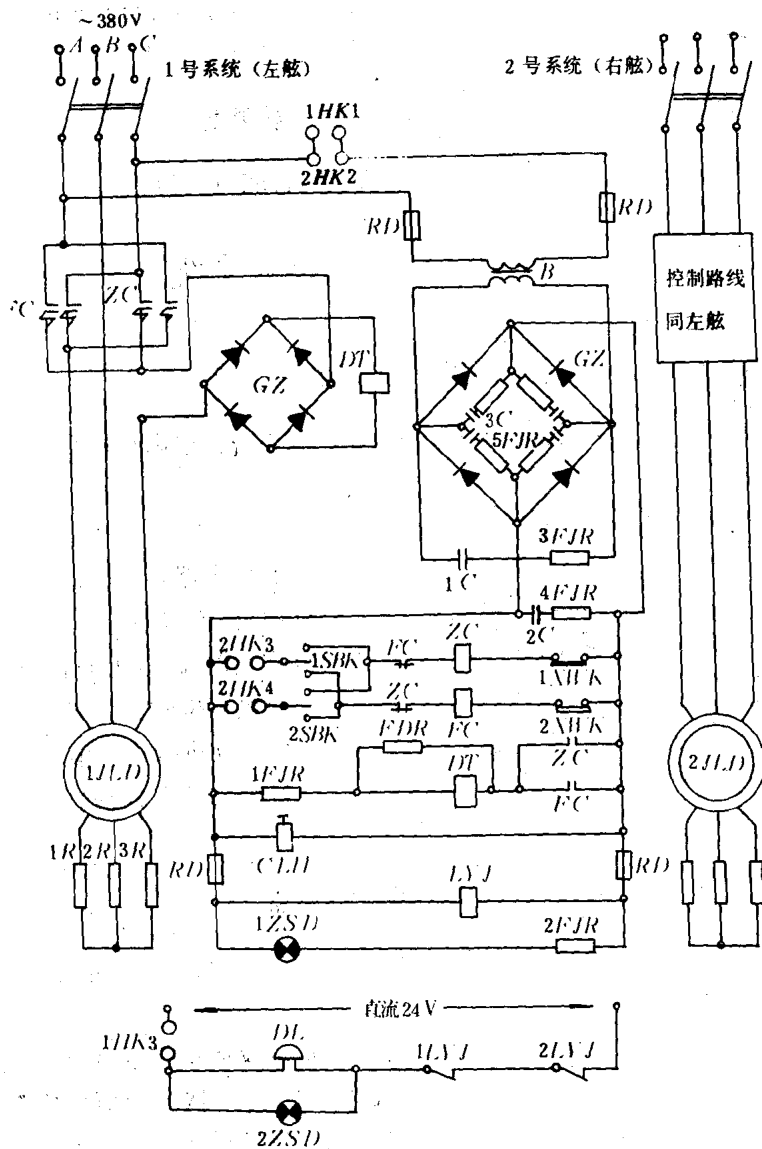 ~380V
A B C
1号系统（左舷）
2号系统（右舷）
1HK1
2HK2
RD
RD
B
FC
ZC
控制路线
同左舷
DT
GZ
GZ
3C
5FJR
3FJR
1C
4FJR
2C
2HK3
1SBK
FC
ZC
1XWK
2HK4
2SBK
ZC
FC
2XWK
FDR
ZC
1FJR
DT
FC
1JLD
2JLD
CLH
1R 2R 3R
RD
RD
LYJ
1ZSD
2FJR
直流24V
1HK3
DL
1LYJ
2LYJ
2ZSD